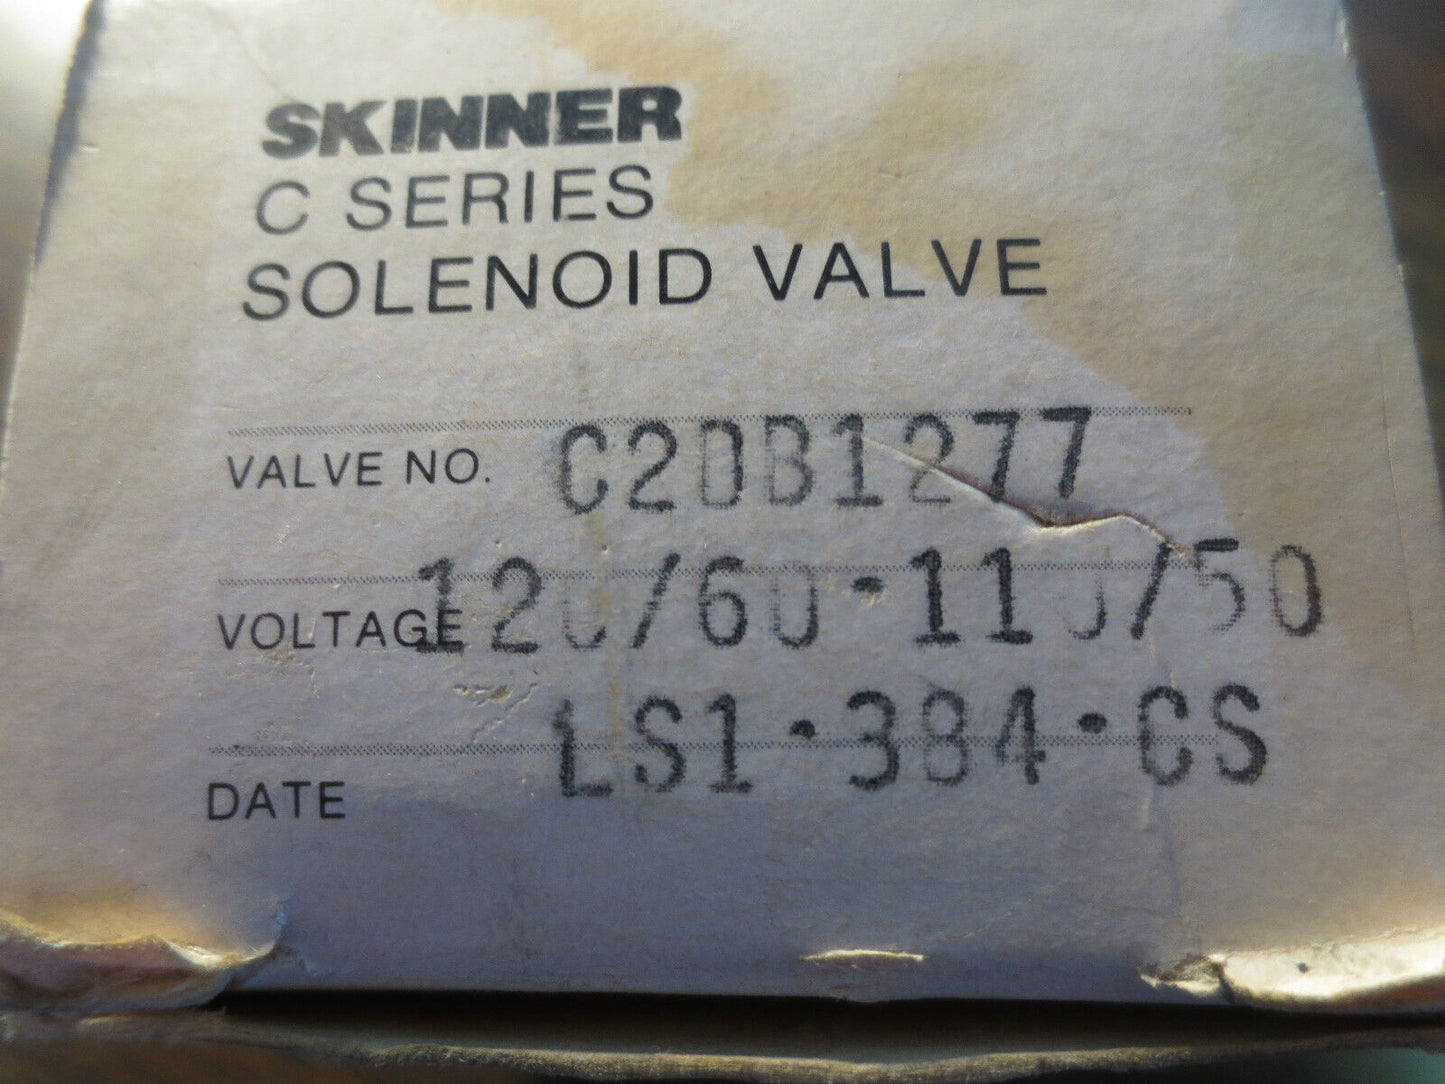 SKINNER
C SERIES
SOLENOID VALVE
VALVE NO. C20B1277
VOLTAGE 120/60·110/50
LS1·384·CS
DATE